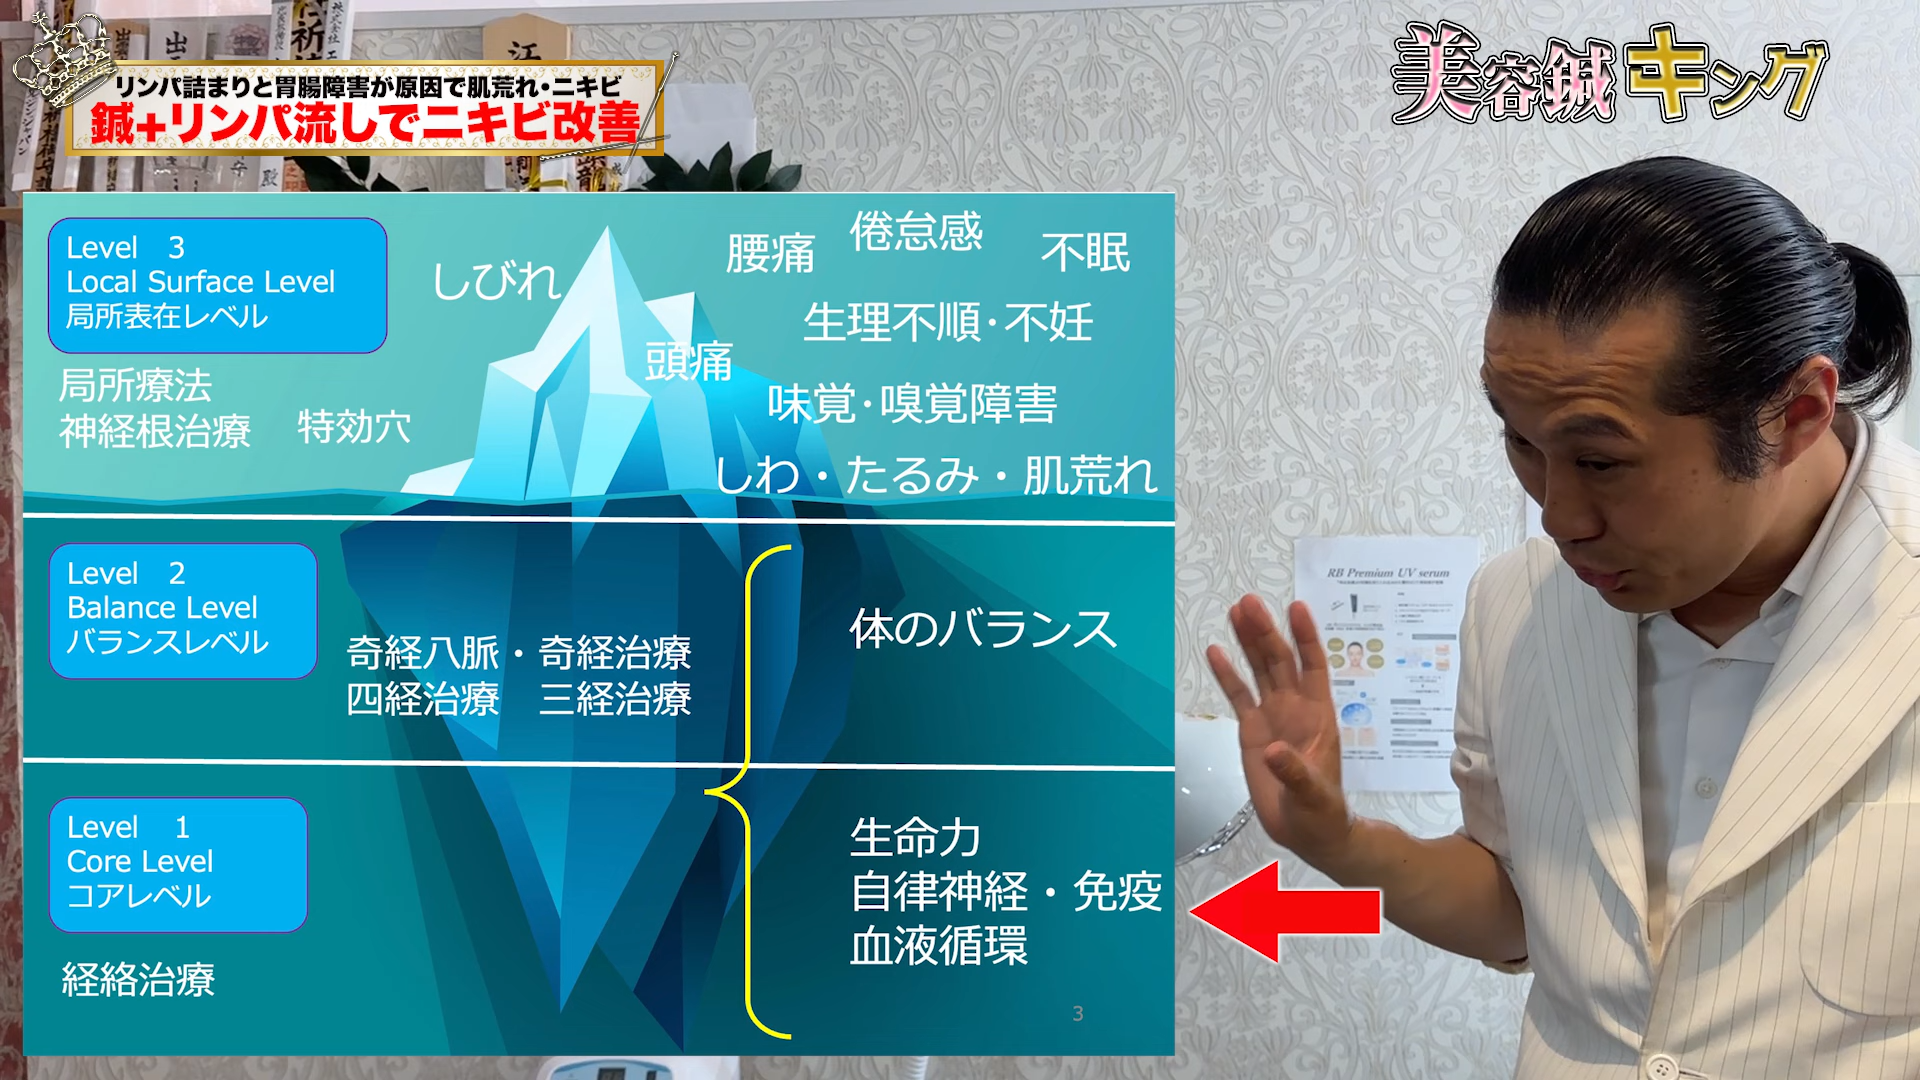 リンパ詰まりと胃腸障害が原因で肌荒れ・ニキビ
鍼+リンパ流しでニキビ改善
美容鍼キング
Level 3
Local Surface Level
局所表在レベル
局所療法
神経根治療
特効穴
しびれ
頭痛
腰痛
倦怠感
不眠
生理不順・不妊
味覚・嗅覚障害
しわ・たるみ・肌荒れ
Level 2
Balance Level
バランスレベル
奇経八脈・奇経治療
四経治療 三経治療
体のバランス
Level 1
Core Level
コアレベル
経絡治療
生命力
自律神経・免疫
血液循環
3
RB Premium UV serum